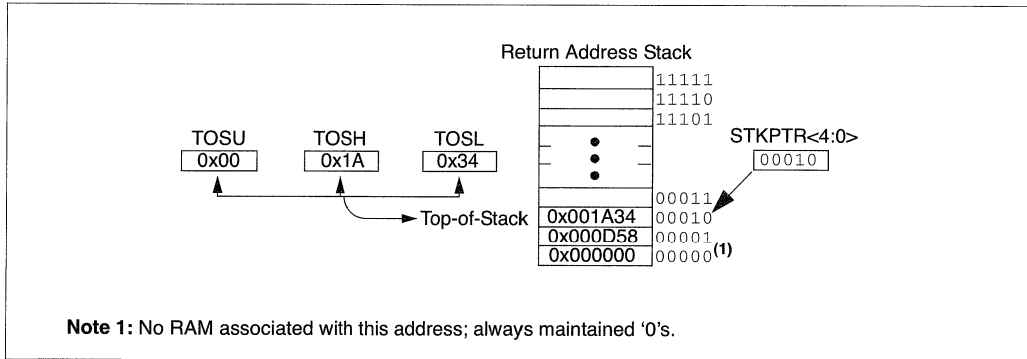 Return Address Stack
11111
11110
11101
TOSU TOSH TOSL STKPTR<4:0>
0x00 0x1A 0x34 00010
00011
Top-of-Stack 0x001A34 00010
0x000D58 00001
0x000000 00000(1)
Note 1: No RAM associated with this address; always maintained ‘0’s.